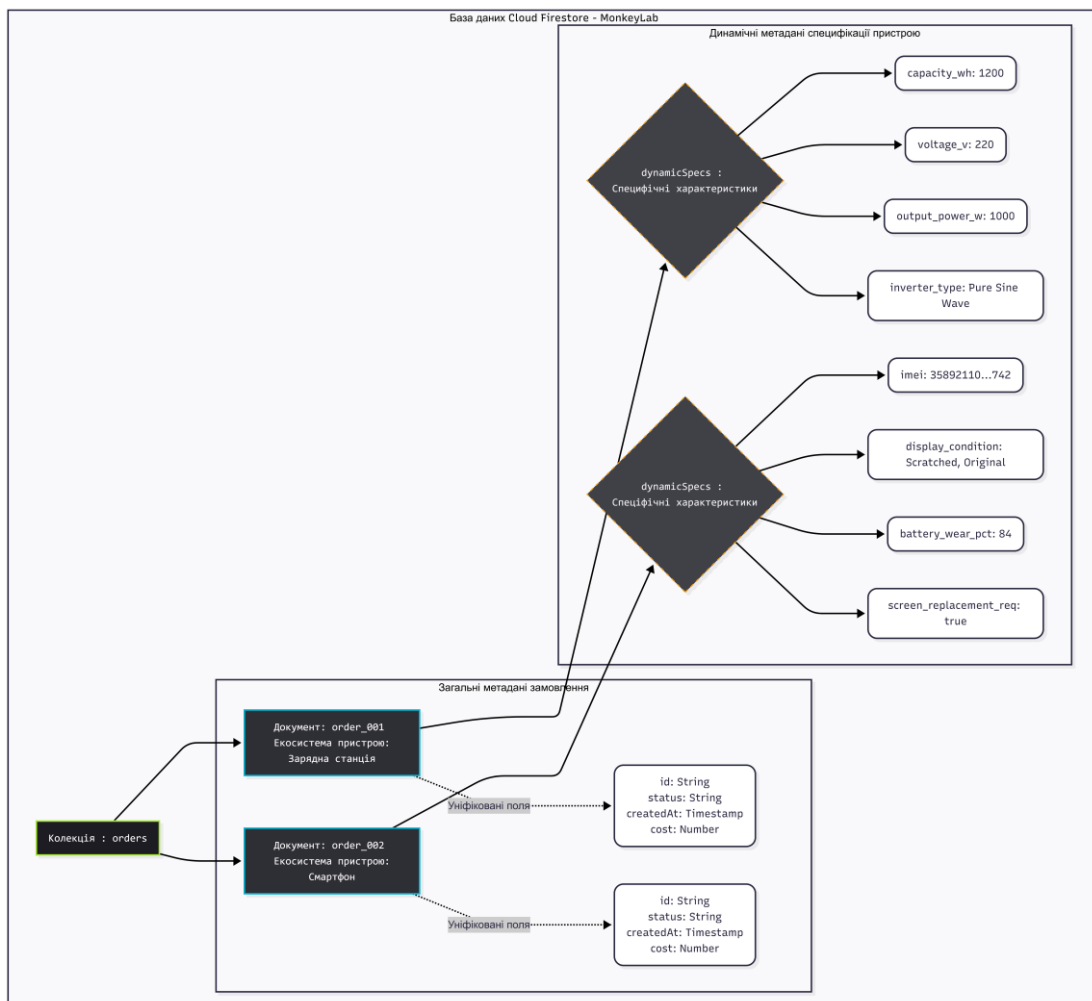 База даних Cloud Firestore - MonkeyLab
Динамічні метадані специфікації пристрою
capacity_wh: 1200
voltage_v: 220
dynamicSpecs :
Специфічні характеристики
output_power_w: 1000
inverter_type: Pure Sine
Wave
imei: 35892110...742
display_condition:
Scratched, Original
dynamicSpecs :
Специфічні характеристики
battery_wear_pct: 84
screen_replacement_req:
true
Загальні метадані замовлення
Документ: order_001
Екосистема пристрою:
Зарядна станція
id: String
status: String
createdAt: Timestamp
cost: Number
Уніфіковані поля
Колекція : orders
Документ: order_002
Екосистема пристрою:
Смартфон
id: String
status: String
createdAt: Timestamp
cost: Number
Уніфіковані поля